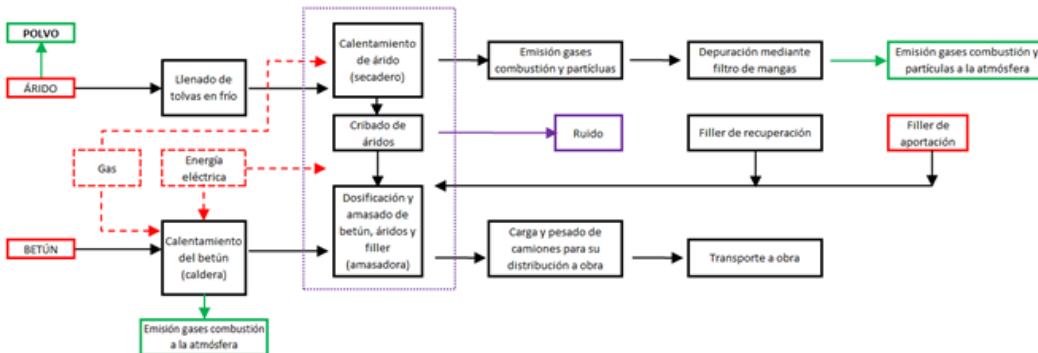 POLVO
ÁRIDO
Llenado de
tolvas en frío
Calentamiento
de árido
(secadero)
Emisión gases
combustión y partícluas
Depuración mediante
filtro de mangas
Emisión gases combustión y
partículas a la atmósfera
Cribado de
áridos
Ruido
Filler de recuperación
Filler de
aportación
Gas
Energía
eléctrica
BETÚN
Calentamiento
del betún
(caldera)
Dosificación y
amasado de
betún, áridos y
filler
(amasadora)
Carga y pesado de
camiones para su
distribución a obra
Transporte a obra
Emisión gases combustión
a la atmósfera